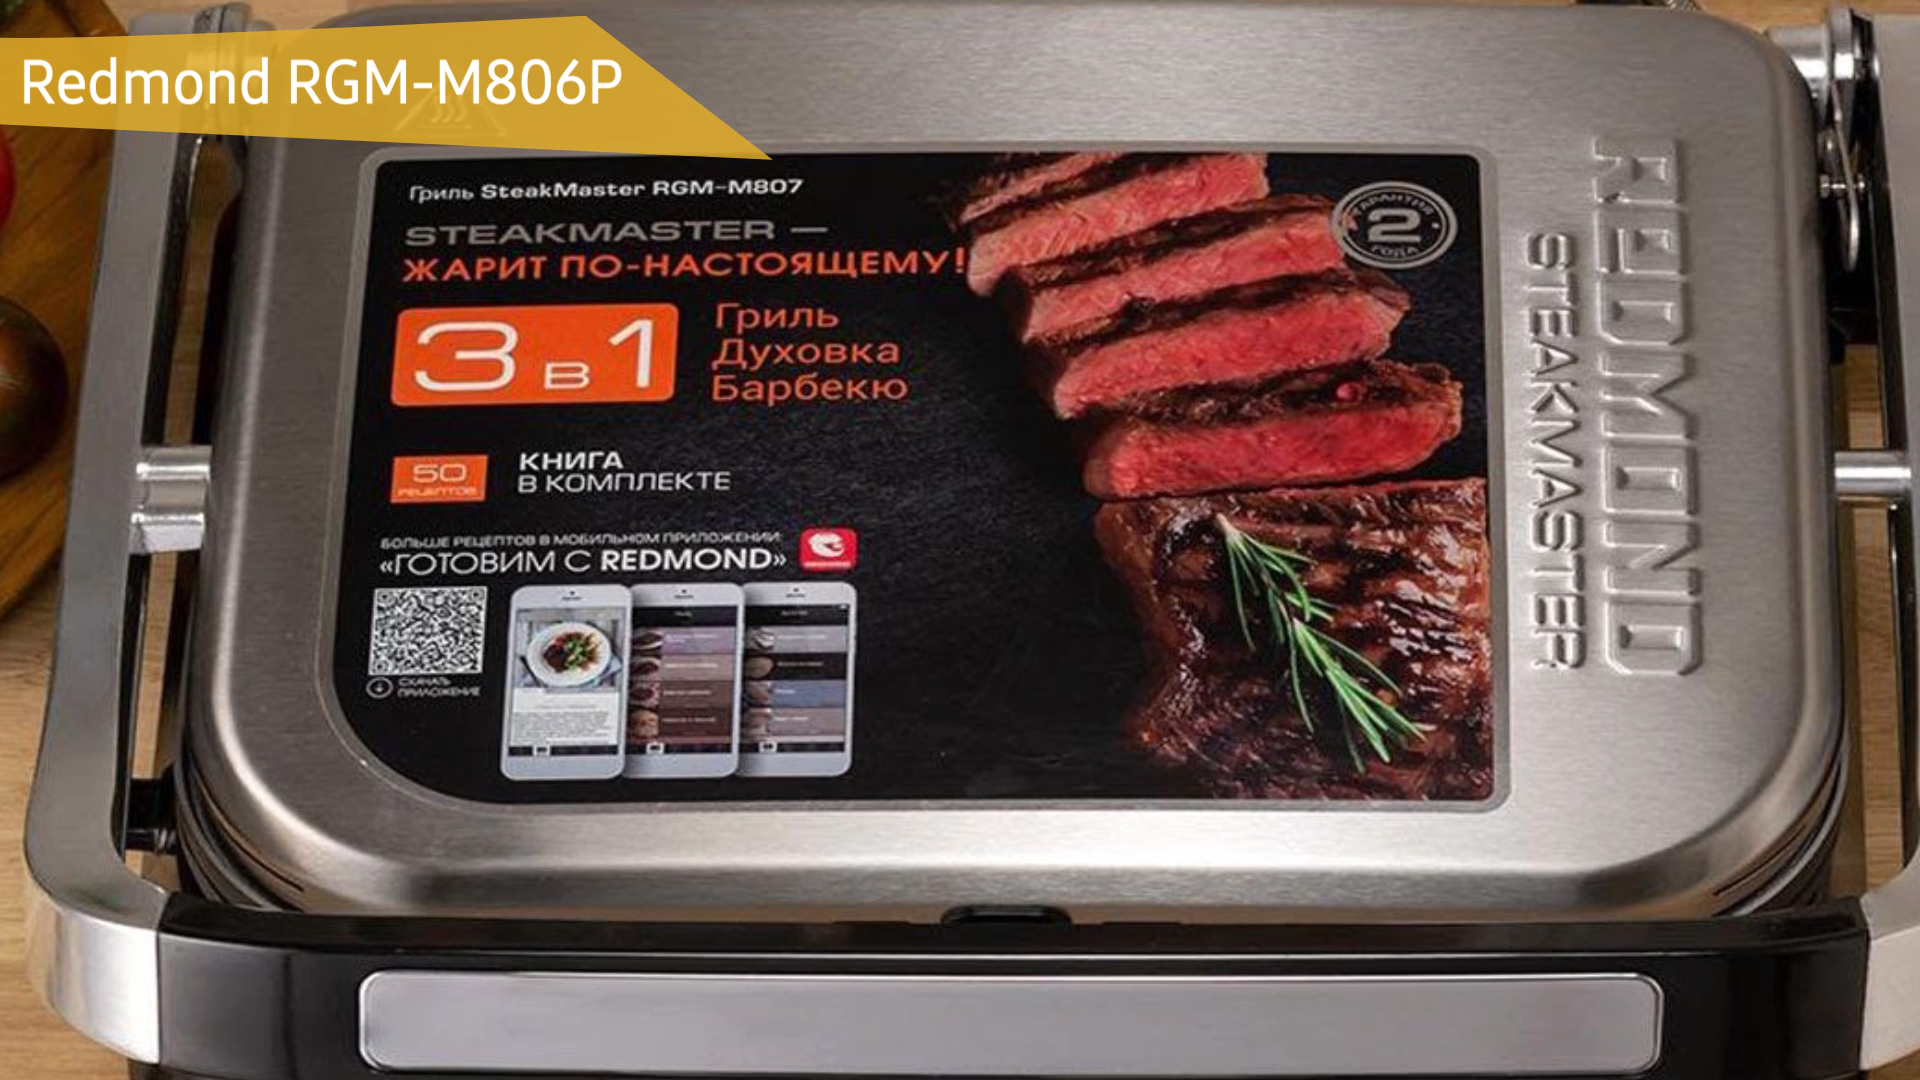 Redmond RGM-M806P
Гриль SteakMaster RGM-M807
STEAKMASTER —
ЖАРИТ ПО-НАСТОЯЩЕМУ!
3 в 1
Гриль
Духовка
Барбекю
50
РЕЦЕПТОВ
КНИГА
В КОМПЛЕКТЕ
БОЛЬШЕ РЕЦЕПТОВ В МОБИЛЬНОМ ПРИЛОЖЕНИИ:
«ГОТОВИМ С REDMOND»
СКАЧАТЬ
ПРИЛОЖЕНИЕ
ГАРАНТИЯ
2
ГОДА
REDMOND
STEAKMASTER